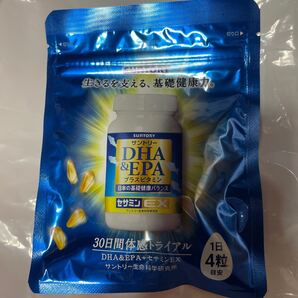 生きるを支える、基礎健康力。
SUNTORY
サントリー
DHA
&EPA
プラスビタミン
日本の基礎健康バランス
セサミンEX
30日間体感トライアル
DHA&EPA+セサミンEX
サントリー生命科学研究所
1日
4粒
目安